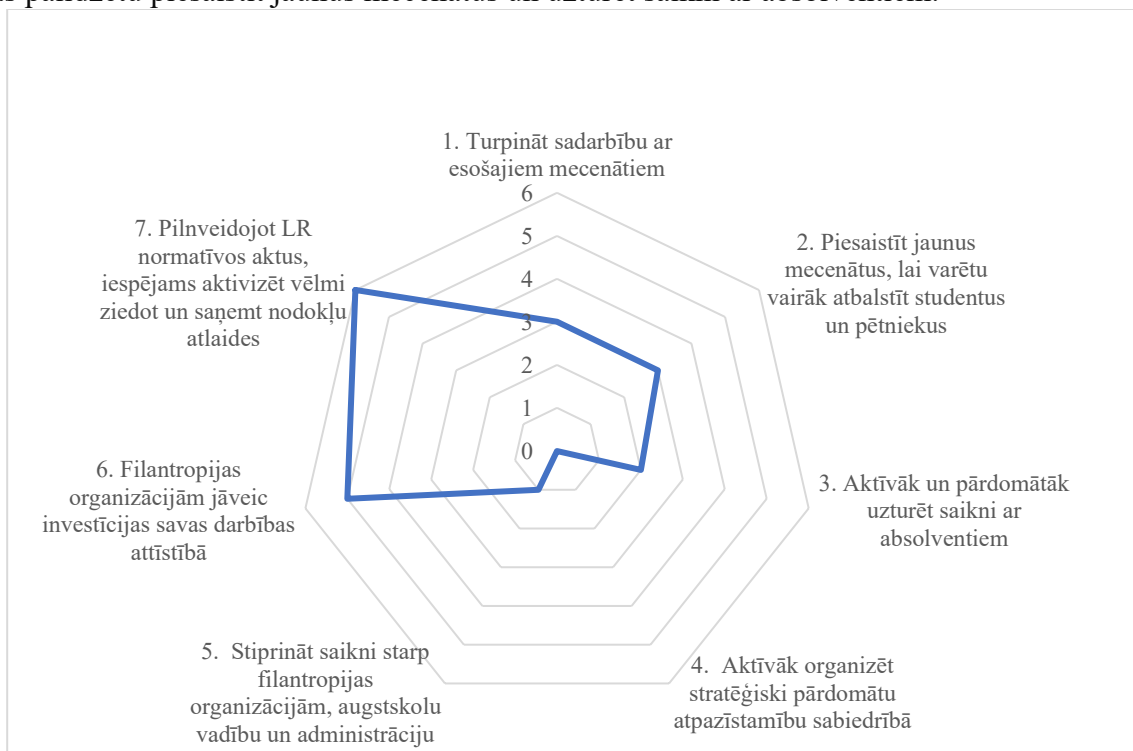 1. Turpināt sadarbību ar
esošajiem mecenātiem
6
5
4
3
2
1
0
2. Piesaistīt jaunus
mecenātus, lai varētu
vairāk atbalstīt studentus
un pētniekus
3. Aktīvāk un pārdomātāk
uzturēt saikni ar
absolventiem
4. Aktīvāk organizēt
stratēģiski pārdomātu
atpazīstamību sabiedrībā
5. Stiprināt saikni starp
filantropijas
organizācijām, augstskolu
vadību un administrāciju
6. Filantropijas
organizācijām jāveic
investīcijas savas darbības
attīstībā
7. Pilnveidojot LR
normatīvos aktus,
iespējams aktivizēt vēlmi
ziedot un saņemt nodokļu
atlaides